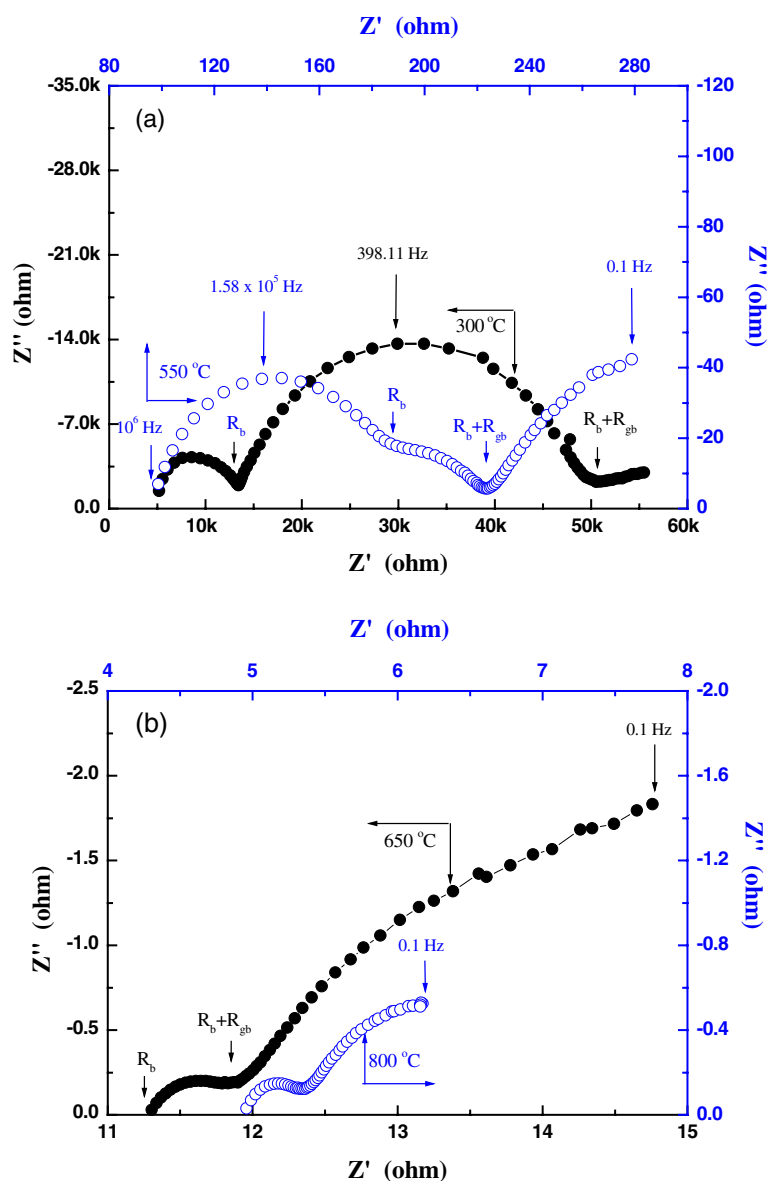 Z' (ohm)
80 120 160 200 240 280
-35.0k -28.0k -21.0k -14.0k -7.0k 0.0
Z'' (ohm)
-120 -100 -80 -60 -40 -20 0
Z'' (ohm)
(a)
398.11 Hz
0.1 Hz
1.58 x 10⁵ Hz
300 °C
550 °C
10⁶ Hz
R_b
R_b
R_b+R_gb
R_b+R_gb
0 10k 20k 30k 40k 50k 60k
Z' (ohm)
Z' (ohm)
4 5 6 7 8
-2.5 -2.0 -1.5 -1.0 -0.5 0.0
Z'' (ohm)
-2.0 -1.6 -1.2 -0.8 -0.4 0.0
Z'' (ohm)
(b)
0.1 Hz
650 °C
0.1 Hz
R_b+R_gb
R_b
800 °C
11 12 13 14 15
Z' (ohm)